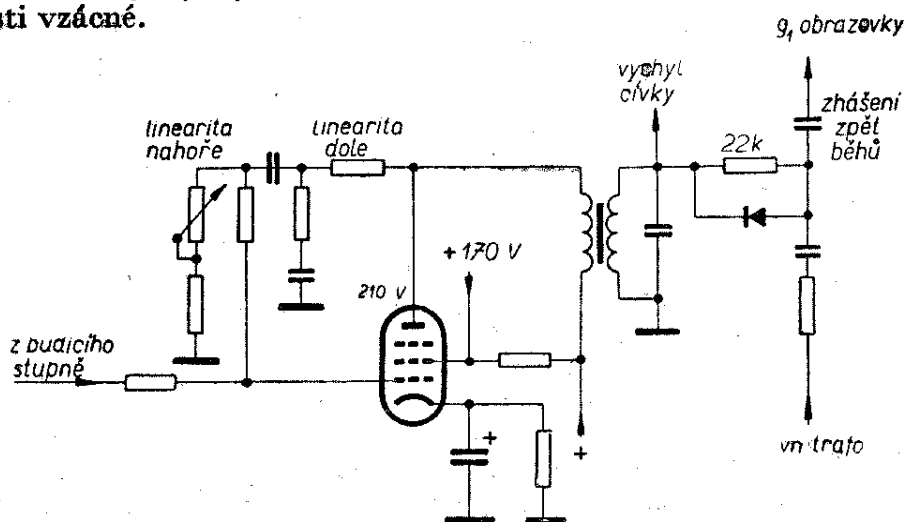 sti vzácné.
g₁ obrazovky
vychyl
cívky
zhášení
zpět
běhů
linearita
nahoře
linearita
dole
22k
+170 V
210 V
z budicího
stupně
+
+
vn trafo